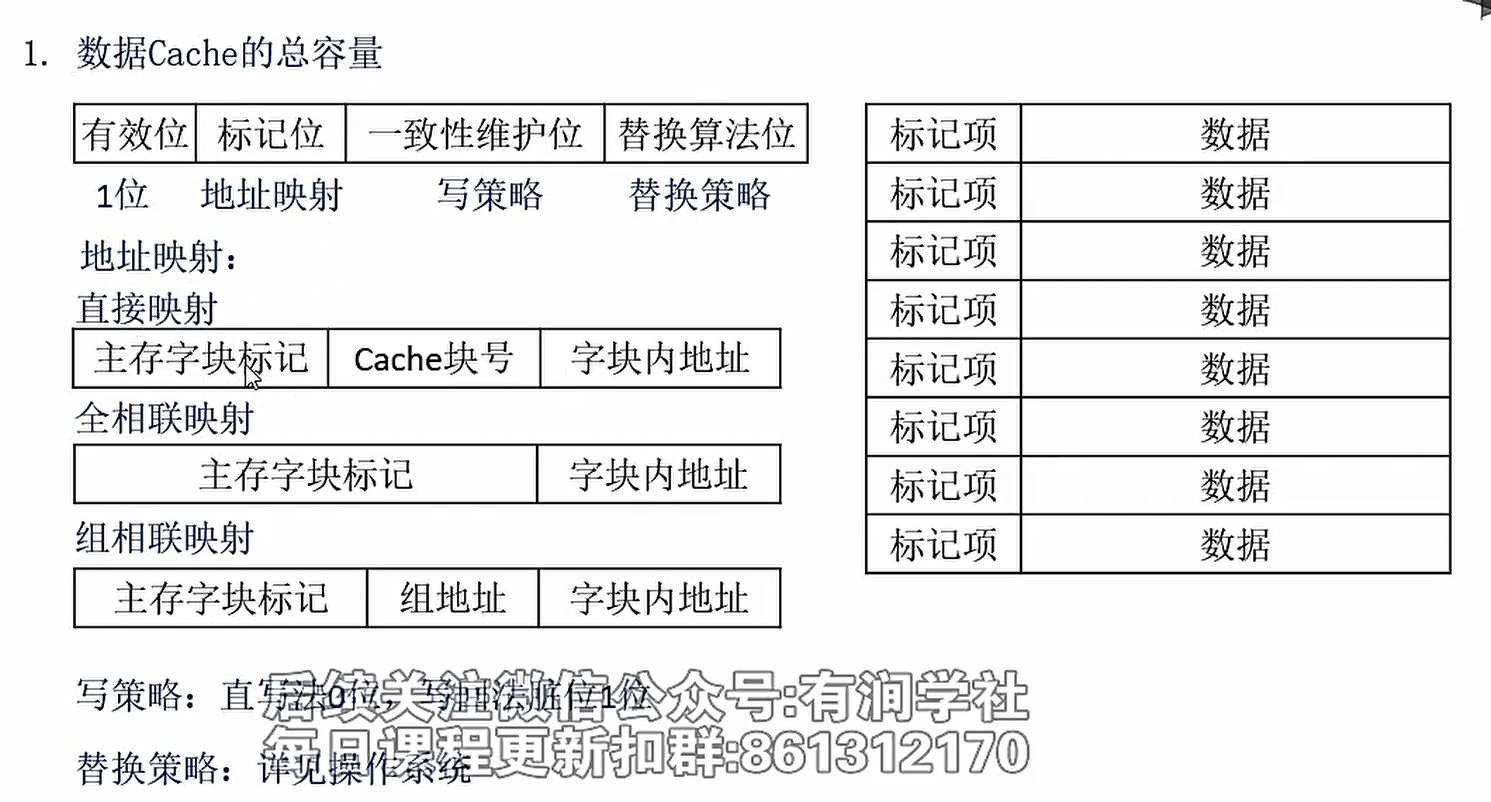 1. 数据Cache的总容量
有效位 标记位 一致性维护位 替换算法位
1位 地址映射 写策略 替换策略
地址映射：
直接映射
主存字块标记 Cache块号 字块内地址
全相联映射
主存字块标记 字块内地址
组相联映射
主存字块标记 组地址 字块内地址
写策略：直写法0位，写回法脏位1位
替换策略：详见操作系统
标记项 数据
标记项 数据
标记项 数据
标记项 数据
标记项 数据
标记项 数据
标记项 数据
标记项 数据
后续关注微信公众号:有润学社
每日课程更新扣群:861312170